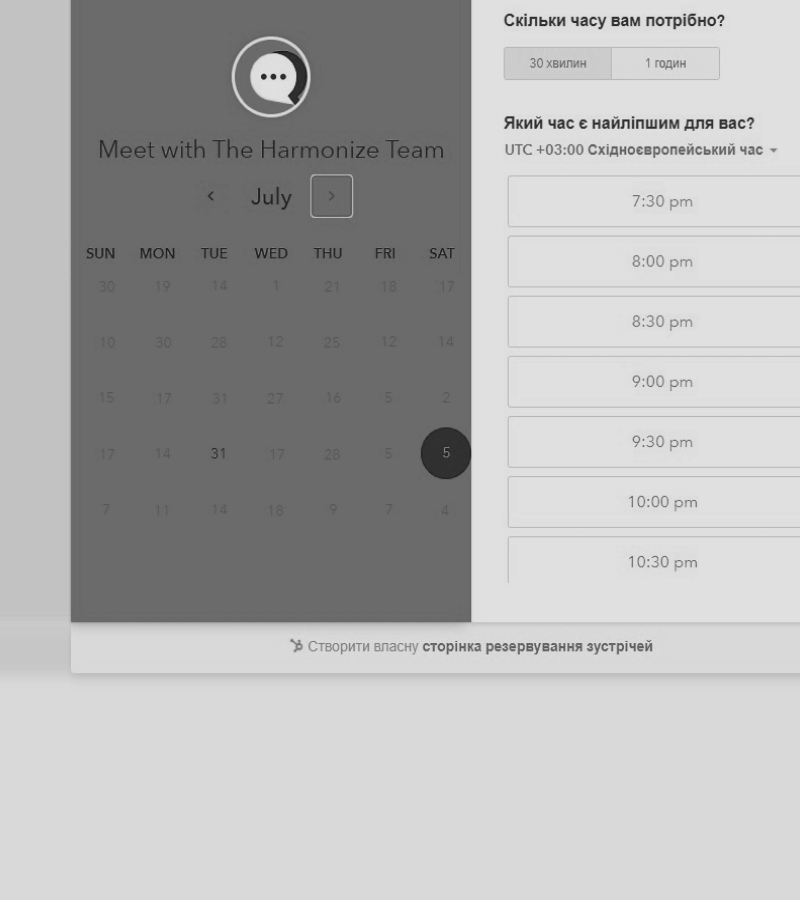 Meet with The Harmonize Team
July
SUN MON TUE WED THU FRI SAT
30 19 14 1 21 18 17
10 30 28 12 25 12 14
15 17 31 27 16 5 2
17 14 31 17 28 5 5
7 11 14 18 9 7 4
Скільки часу вам потрібно?
30 хвилин 1 годин
Який час є найліпшим для вас?
UTC +03:00 Східноєвропейський час
7:30 pm
8:00 pm
8:30 pm
9:00 pm
9:30 pm
10:00 pm
10:30 pm
Створити власну сторінка резервування зустрічей